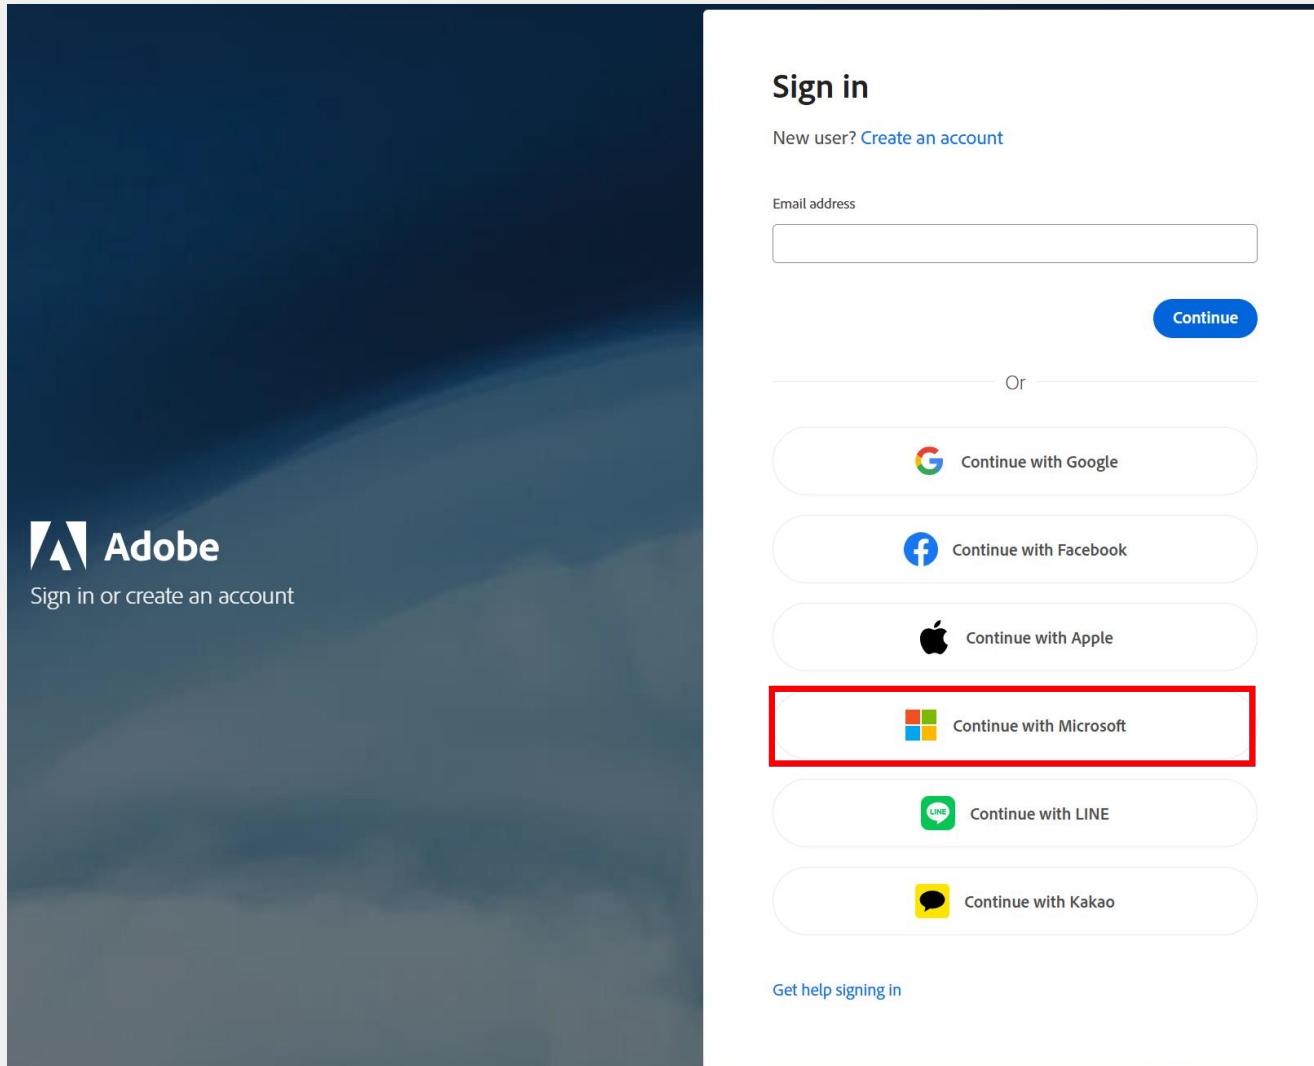 Adobe
Sign in or create an account
Sign in
New user? Create an account
Email address
Continue
Or
Continue with Google
Continue with Facebook
Continue with Apple
Continue with Microsoft
LINE
Continue with LINE
Continue with Kakao
Get help signing in